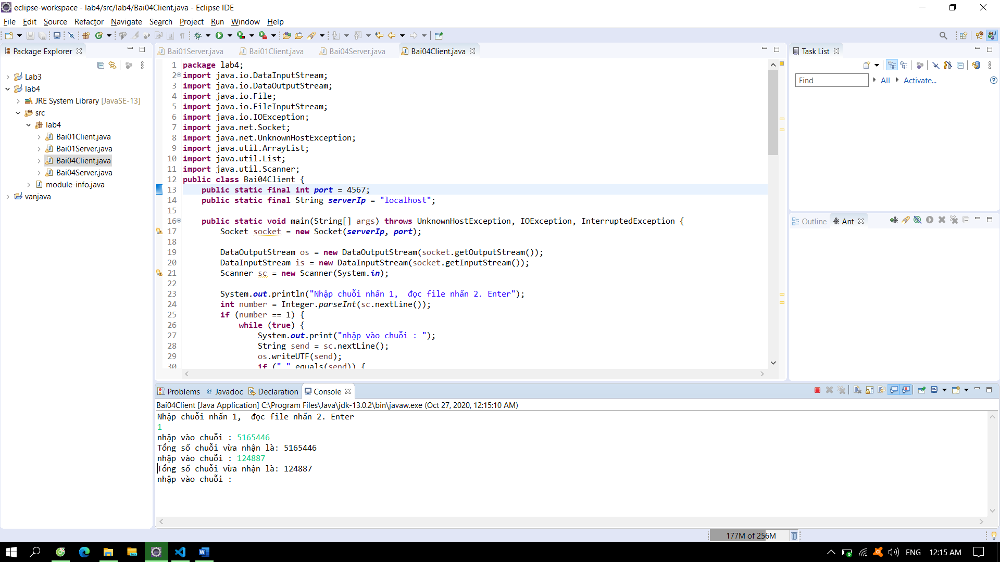 eclipse-workspace - lab4/src/lab4/Bai04Client.java - Eclipse IDE
File Edit Source Refactor Navigate Search Project Run Window Help
Package Explorer
Lab3
lab4
JRE System Library [JavaSE-13]
src
lab4
Bai01Client.java
Bai01Server.java
Bai04Client.java
Bai04Server.java
module-info.java
vanjava
Bai01Server.java Bai01Client.java Bai04Server.java Bai04Client.java
1 package lab4;
2 import java.io.DataInputStream;
3 import java.io.DataOutputStream;
4 import java.io.File;
5 import java.io.FileInputStream;
6 import java.io.IOException;
7 import java.net.Socket;
8 import java.net.UnknownHostException;
9 import java.util.ArrayList;
10 import java.util.List;
11 import java.util.Scanner;
12 public class Bai04Client {
13 public static final int port = 4567;
14 public static final String serverIp = "localhost";
15
16 public static void main(String[] args) throws UnknownHostException, IOException, InterruptedException {
17 Socket socket = new Socket(serverIp, port);
18
19 DataOutputStream os = new DataOutputStream(socket.getOutputStream());
20 DataInputStream is = new DataInputStream(socket.getInputStream());
21 Scanner sc = new Scanner(System.in);
22
23 System.out.println("Nhập chuỗi nhấn 1,  đọc file nhấn 2. Enter");
24 int number = Integer.parseInt(sc.nextLine());
25 if (number == 1) {
26 while (true) {
27 System.out.print("nhập vào chuỗi : ");
28 String send = sc.nextLine();
29 os.writeUTF(send);
30 if (" " equals(send)) {
Task List
Find All Activate...
Outline Ant
Problems @ Javadoc Declaration Console
Bai04Client [Java Application] C:\Program Files\Java\jdk-13.0.2\bin\javaw.exe (Oct 27, 2020, 12:15:10 AM)
Nhập chuỗi nhấn 1,  đọc file nhấn 2. Enter
1
nhập vào chuỗi : 5165446
Tổng số chuỗi vừa nhận là: 5165446
nhập vào chuỗi : 124887
Tổng số chuỗi vừa nhận là: 124887
nhập vào chuỗi :
177M of 256M
ENG 12:15 AM